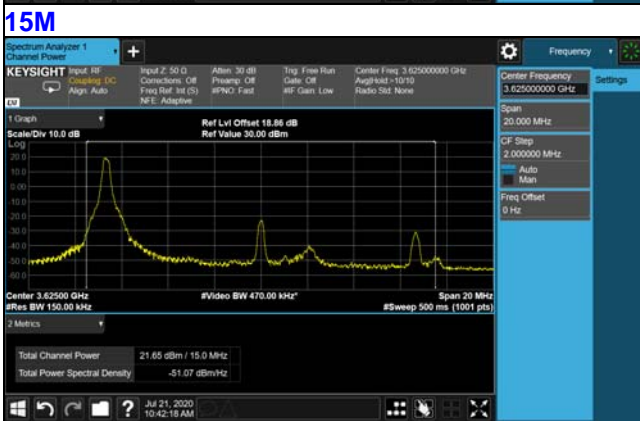 15M
Spectrum Analyzer 1
Channel Power
Frequency
KEYSIGHT
Input: RF
Coupling: DC
Align: Auto
Input Z: 50 Ω
Corrections: Off
Freq Ref: Int (S)
NFE: Adaptive
Atten: 30 dB
Preamp: Off
#PNO: Fast
Trig: Free Run
Gate: Off
#IF Gain: Low
Center Freq: 3.625000000 GHz
Avg|Hold:>10/10
Radio Std: None
Center Frequency
3.625000000 GHz
Settings
Span
20.000 MHz
CF Step
2.000000 MHz
Auto
Man
Freq Offset
0 Hz
1 Graph
Scale/Div 10.0 dB
Ref Lvl Offset 18.86 dB
Ref Value 30.00 dBm
Log
20.0
10.0
0.00
-10.0
-20.0
-30.0
-40.0
-50.0
-60.0
Center 3.62500 GHz
#Res BW 150.00 kHz
#Video BW 470.00 kHz*
Span 20 MHz
#Sweep 500 ms (1001 pts)
2 Metrics
Total Channel Power 21.65 dBm / 15.0 MHz
Total Power Spectral Density -51.07 dBm/Hz
Jul 21, 2020
10:42:18 AM